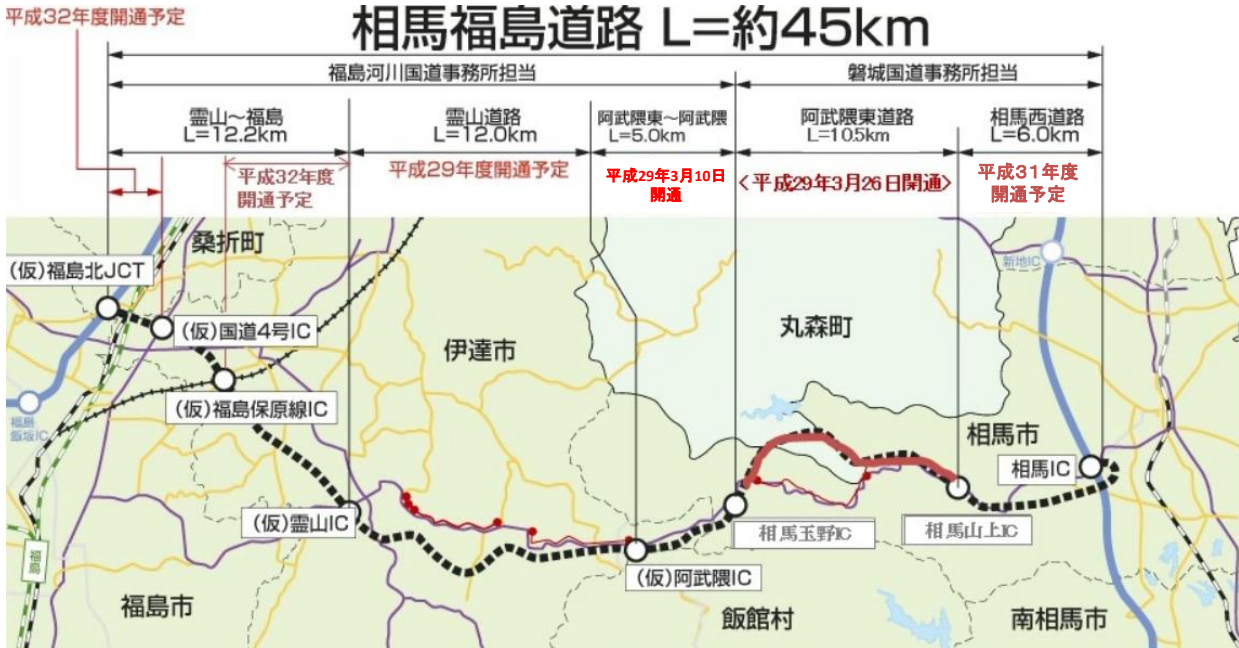 平成32年度開通予定
相馬福島道路 L=約45km
福島河川国道事務所担当
磐城国道事務所担当
霊山～福島
L=12.2km
霊山道路
L=12.0km
阿武隈東～阿武隈
L=5.0km
阿武隈東道路
L=10.5km
相馬西道路
L=6.0km
平成32年度
開通予定
平成29年度開通予定
平成29年3月10日
開通
<平成29年3月26日開通>
平成31年度
開通予定
桑折町
(仮)福島北JCT
新地IC
(仮)国道4号IC
丸森町
伊達市
(仮)福島保原線IC
福島
飯坂IC
相馬市
相馬IC
(仮)霊山IC
相馬玉野IC
相馬山上IC
福島
(仮)阿武隈IC
福島市
飯館村
南相馬市